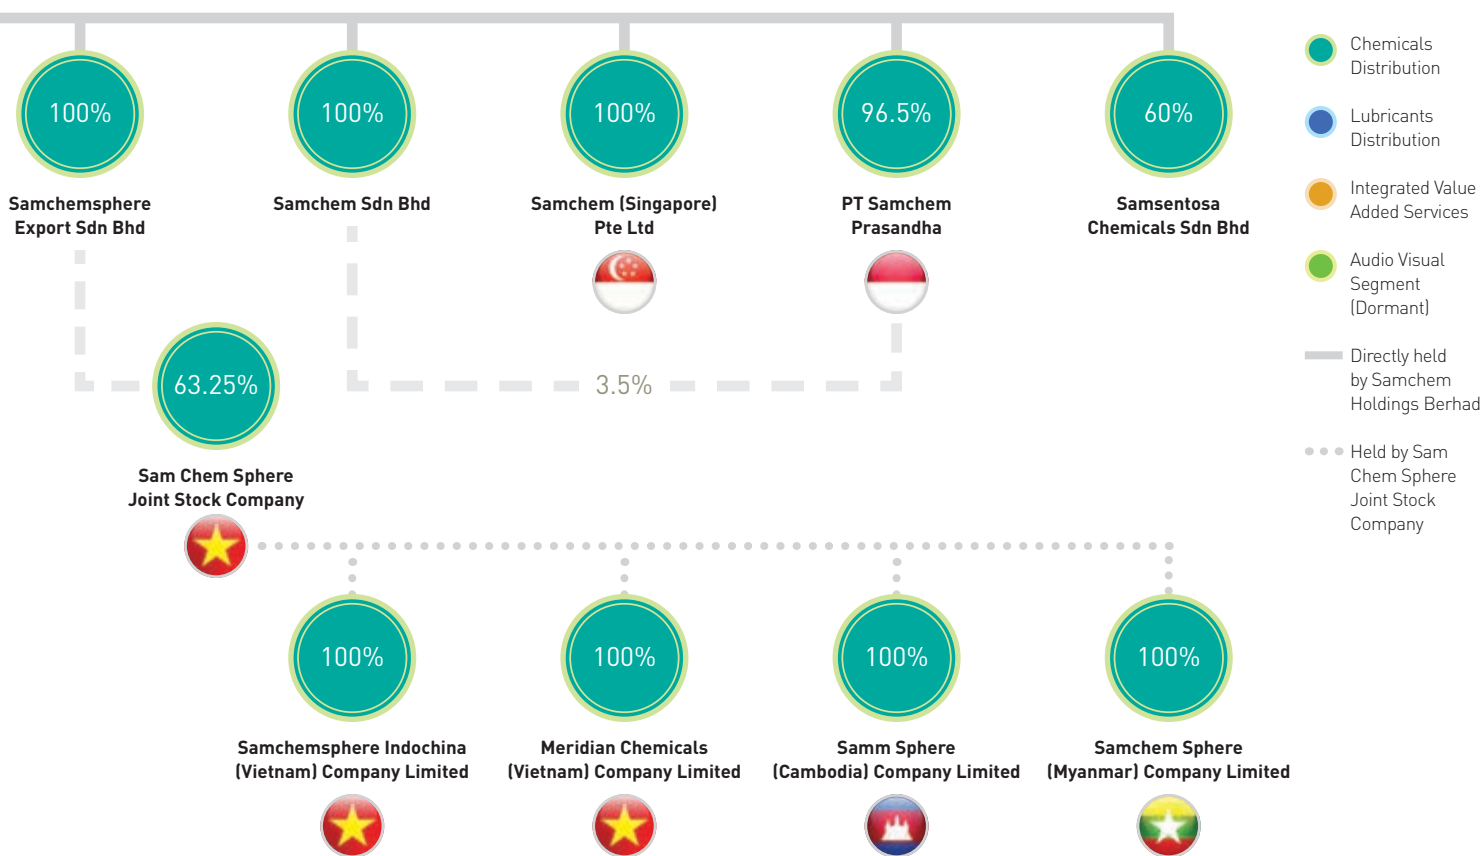 100%
Samchemsphere
Export Sdn Bhd
100%
Samchem Sdn Bhd
100%
Samchem (Singapore)
Pte Ltd
96.5%
PT Samchem
Prasandha
60%
Samsentosa
Chemicals Sdn Bhd
63.25%
3.5%
Sam Chem Sphere
Joint Stock Company
100%
Samchemsphere Indochina
(Vietnam) Company Limited
100%
Meridian Chemicals
(Vietnam) Company Limited
100%
Samm Sphere
(Cambodia) Company Limited
100%
Samchem Sphere
(Myanmar) Company Limited
Chemicals
Distribution
Lubricants
Distribution
Integrated Value
Added Services
Audio Visual
Segment
(Dormant)
Directly held
by Samchem
Holdings Berhad
Held by Sam
Chem Sphere
Joint Stock
Company